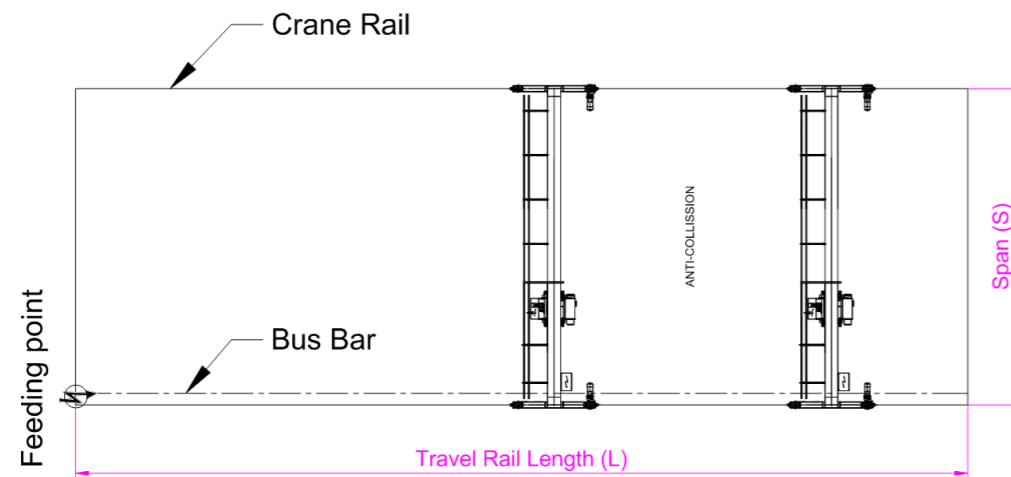 Crane Rail
ANTI-COLLISSION
Span (S)
Feeding point
Bus Bar
Travel Rail Length (L)